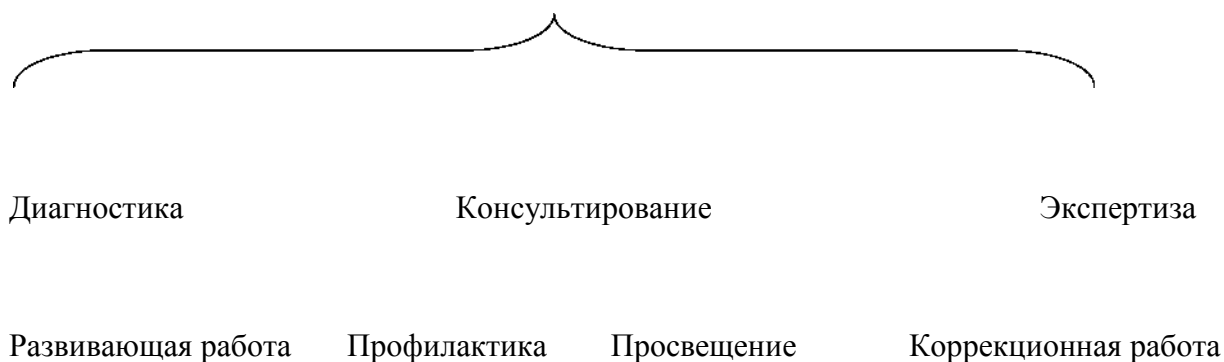 Диагностика Консультирование Экспертиза
Развивающая работа Профилактика Просвещение Коррекционная работа